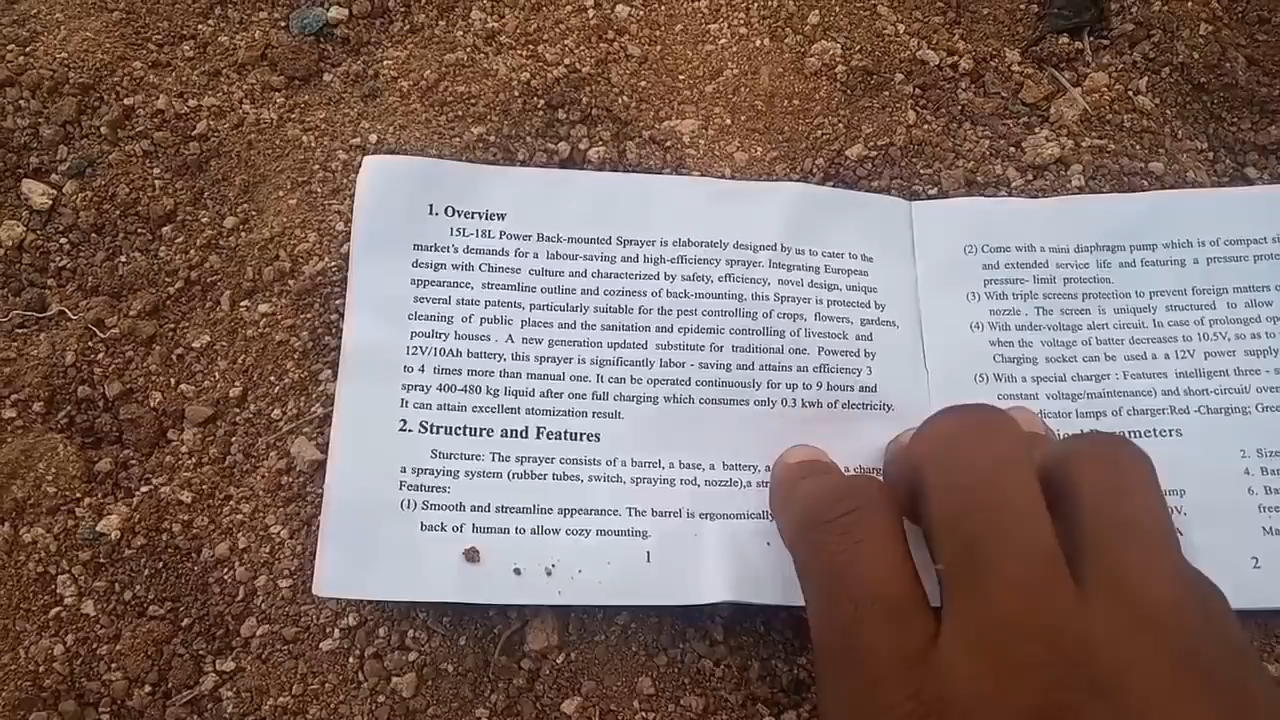 1. Overview
15L-18L Power Back-mounted Sprayer is elaborately designed by us to cater to the
market's demands for a labour-saving and high-efficiency sprayer. Integrating European
design with Chinese culture and characterized by safety, efficiency, novel design, unique
appearance, streamline outline and coziness of back-mounting, this Sprayer is protected by
several state patents, particularly suitable for the pest controlling of crops, flowers, gardens,
cleaning of public places and the sanitation and epidemic controlling of livestock and
poultry houses . A new generation updated substitute for traditional one. Powered by
12V/10Ah battery, this sprayer is significantly labor - saving and attains an efficiency 3
to 4 times more than manual one. It can be operated continuously for up to 9 hours and
spray 400-480 kg liquid after one full charging which consumes only 0.3 kwh of electricity.
It can attain excellent atomization result.
2. Structure and Features
Sturcture: The sprayer consists of a barrel, a base, a battery, a
a spraying system (rubber tubes, switch, spraying rod, nozzle),a
Features:
(1) Smooth and streamline appearance. The barrel is ergonomically
back of human to allow cozy mounting.
1
(2) Come with a mini diaphragm pump which is of compact
and extended service life and featuring a pressure
pressure- limit protection.
(3) With triple screens protection to prevent foreign matters
nozzle . The screen is uniquely structured to allow
(4) With under-voltage alert circuit. In case of prolonged
when the voltage of batter decreases to 10.5V, so as to
Charging socket can be used a a 12V power supply
(5) With a special charger : Features intelligent three -
constant voltage/maintenance) and short-circuit/
lamps of charger:Red -Charging;
2. Size
4.
6.
2